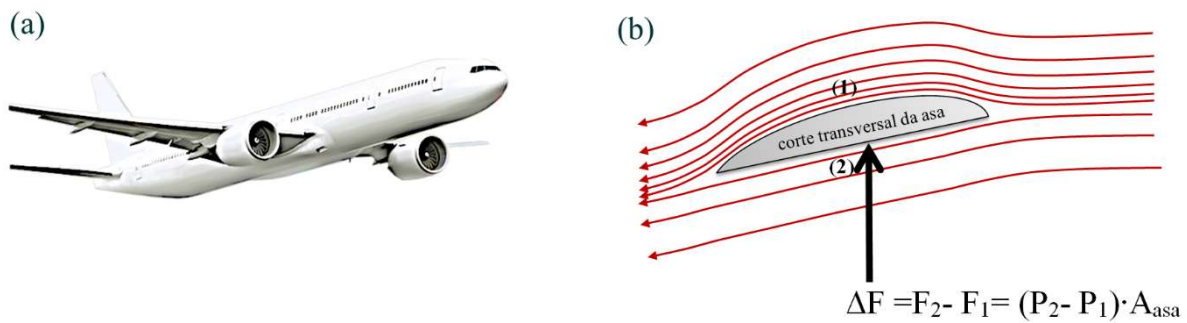 (a)
(b)
(1)
corte transversal da asa
(2)
ΔF =F₂- F₁= (P₂- P₁)·Aₐₛₐ